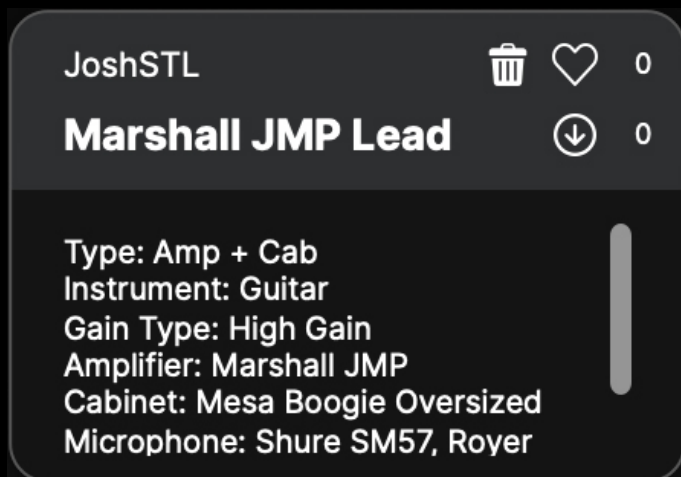 JoshSTL
0
Marshall JMP Lead
0
Type: Amp + Cab
Instrument: Guitar
Gain Type: High Gain
Amplifier: Marshall JMP
Cabinet: Mesa Boogie Oversized
Microphone: Shure SM57, Royer